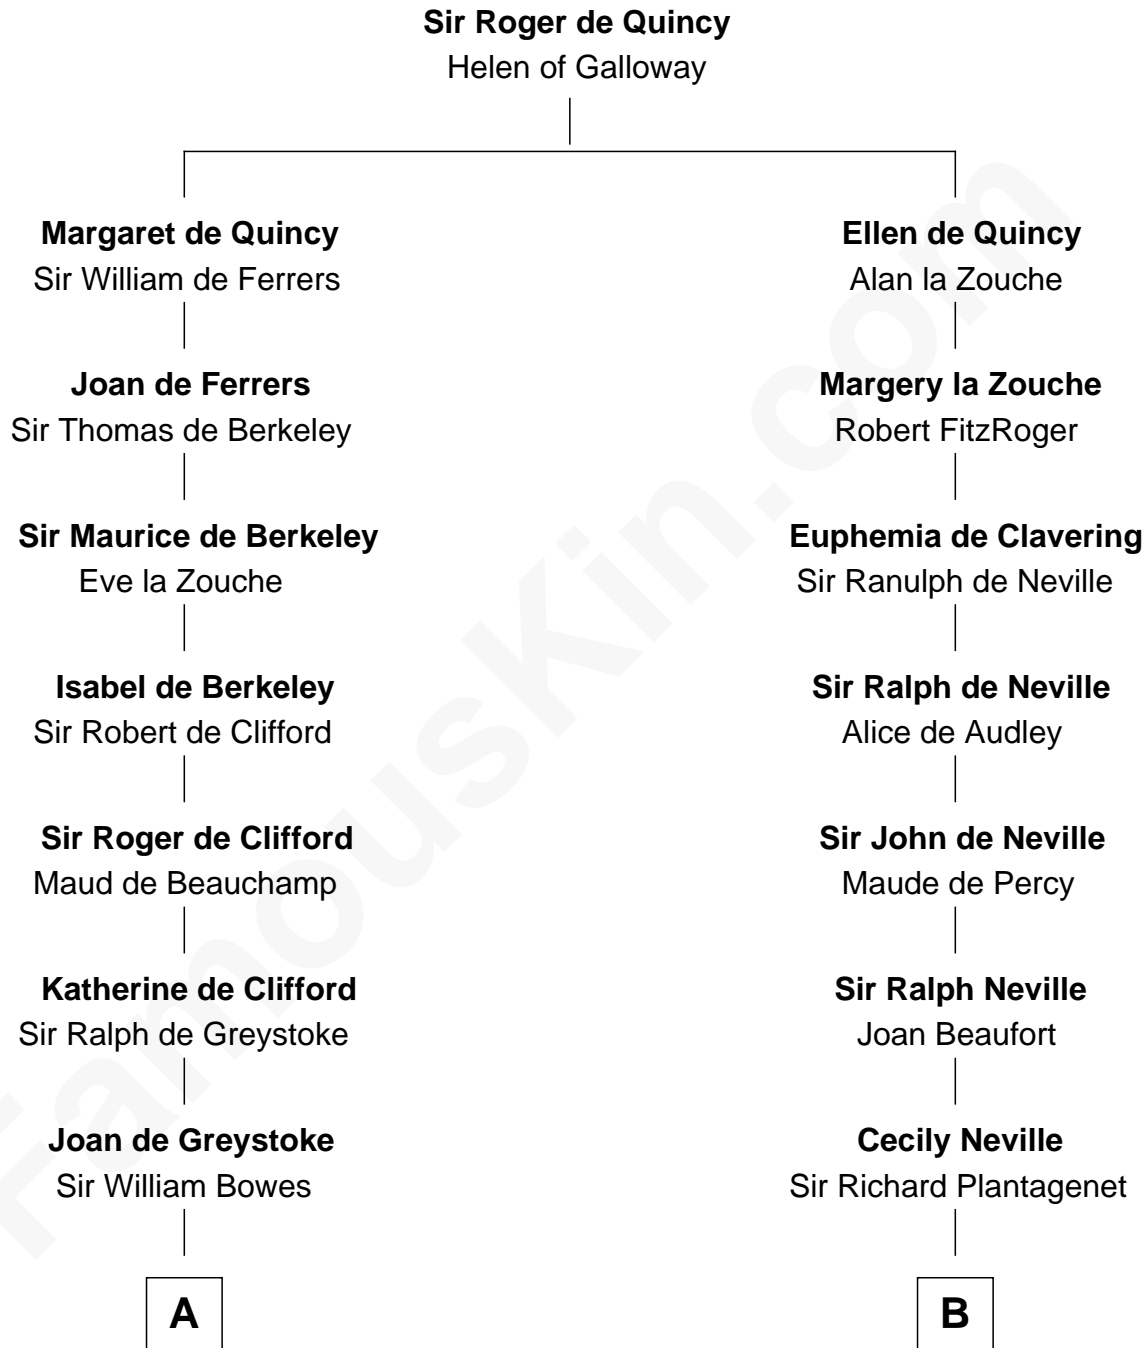 Sir Roger de Quincy
Helen of Galloway
Margaret de Quincy
Sir William de Ferrers
Ellen de Quincy
Alan la Zouche
Joan de Ferrers
Sir Thomas de Berkeley
Margery la Zouche
Robert FitzRoger
Sir Maurice de Berkeley
Eve la Zouche
Euphemia de Clavering
Sir Ranulph de Neville
Isabel de Berkeley
Sir Robert de Clifford
Sir Ralph de Neville
Alice de Audley
Sir Roger de Clifford
Maud de Beauchamp
Sir John de Neville
Maude de Percy
Katherine de Clifford
Sir Ralph de Greystoke
Sir Ralph Neville
Joan Beaufort
Joan de Greystoke
Sir William Bowes
Cecily Neville
Sir Richard Plantagenet
A
B
FamousKin.com